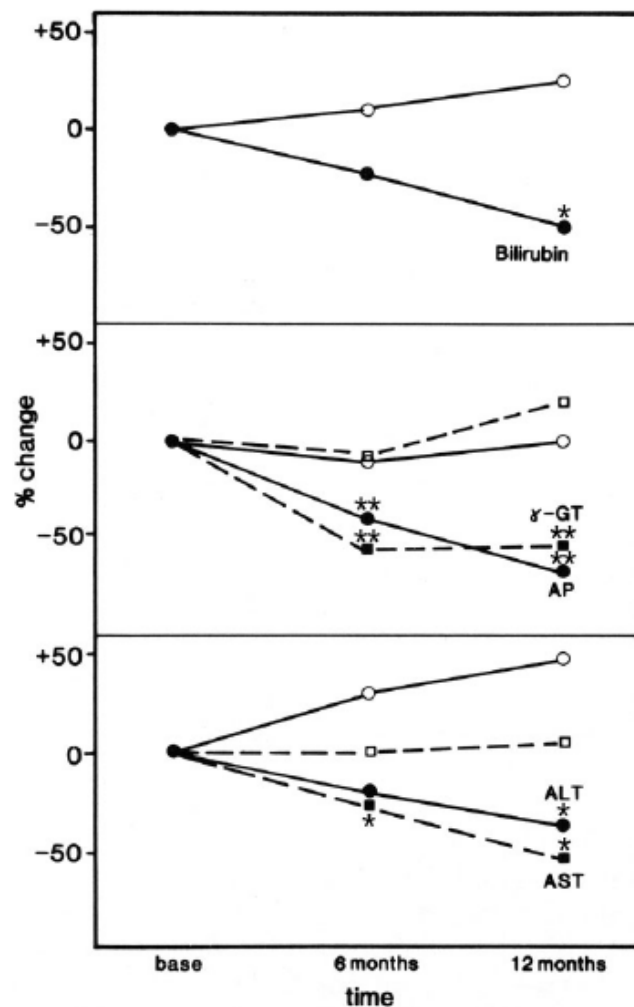 +50
0
−50
*
Bilirubin
+50
0
−50
% change
**
**
γ-GT
**
**
AP
+50
0
−50
*
ALT
*
*
AST
base 6 months 12 months
time